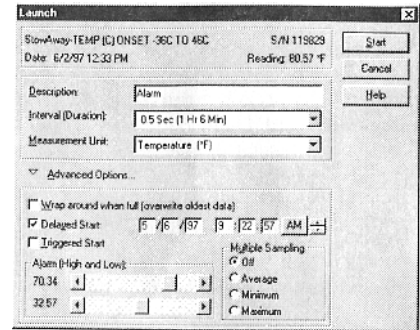 Launch
StowAway-TEMP (C) ONSET -36C TO 46C S/N 119829
Date: 6/2/97 12:33 PM Reading: 80.57 °F
Start
Cancel
Help
Description: Alarm
Interval (Duration): 0.5 Sec (1 Hr 6 Min)
Measurement Unit: Temperature (°F)
Advanced Options...
Wrap around when full (overwrite oldest data)
Delayed Start 5 / 6 / 97 9 : 22 : 57 AM
Triggered Start
Alarm (High and Low):
70.34
32.57
Multiple Sampling
Off
Average
Minimum
Maximum